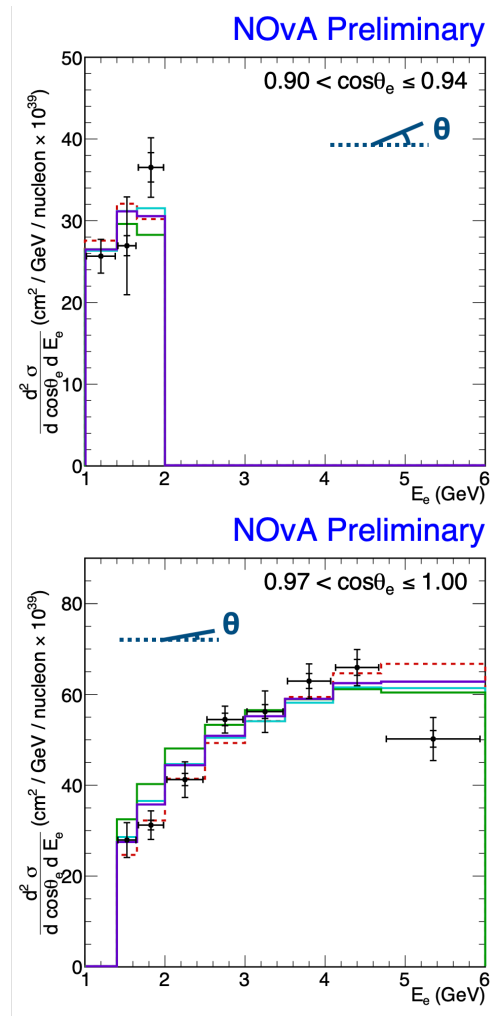 NOvA Preliminary
50
0.90 < cosθₑ ≤ 0.94
θ
40
30
20
10
0
d² σ / d cosθₑ d Eₑ (cm² / GeV / nucleon × 10³⁹)
1 2 3 4 5 6
Eₑ (GeV)
NOvA Preliminary
0.97 < cosθₑ ≤ 1.00
80
θ
60
40
20
0
d² σ / d cosθₑ d Eₑ (cm² / GeV / nucleon × 10³⁹)
1 2 3 4 5 6
Eₑ (GeV)